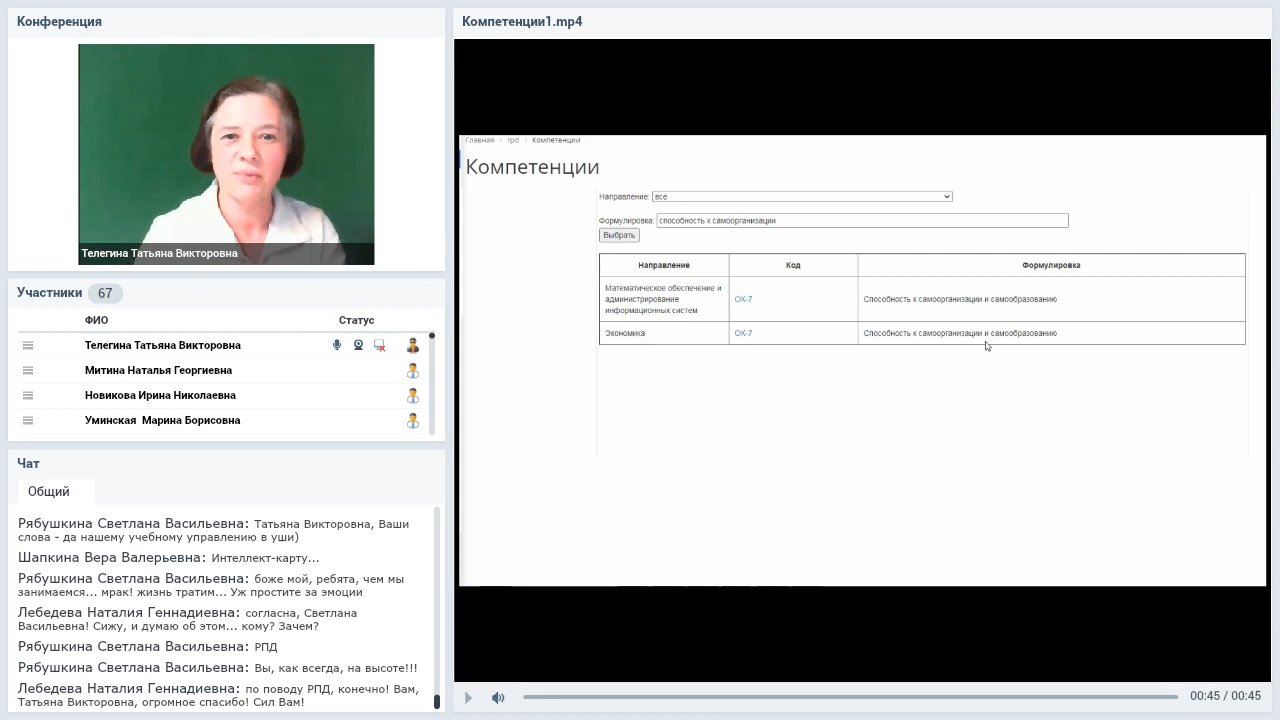 Конференция
Телегина Татьяна Викторовна
Участники 67
ФИО Статус
Телегина Татьяна Викторовна
Митина Наталья Георгиевна
Новикова Ирина Николаевна
Уминская Марина Борисовна
Чат
Общий
Рябушкина Светлана Васильевна: Татьяна Викторовна, Ваши
слова - да нашему учебному управлению в уши)
Шапкина Вера Валерьевна: Интеллект-карту...
Рябушкина Светлана Васильевна: боже мой, ребята, чем мы
занимаемся... мрак! жизнь тратим... Уж простите за эмоции
Лебедева Наталия Геннадиевна: согласна, Светлана
Васильевна! Сижу, и думаю об этом... кому? Зачем?
Рябушкина Светлана Васильевна: РПД
Рябушкина Светлана Васильевна: Вы, как всегда, на высоте!!!
Лебедева Наталия Геннадиевна: по поводу РПД, конечно! Вам,
Татьяна Викторовна, огромное спасибо! Сил Вам!
Компетенции1.mp4
Главная › rpd › Компетенции
Компетенции
Направление: все
Формулировка: способность к самоорганизации
Выбрать
Направление Код Формулировка
Математическое обеспечение и
администрирование
информационных систем
ОК-7 Способность к самоорганизации и самообразованию
Экономика ОК-7 Способность к самоорганизации и самообразованию
00:45 / 00:45